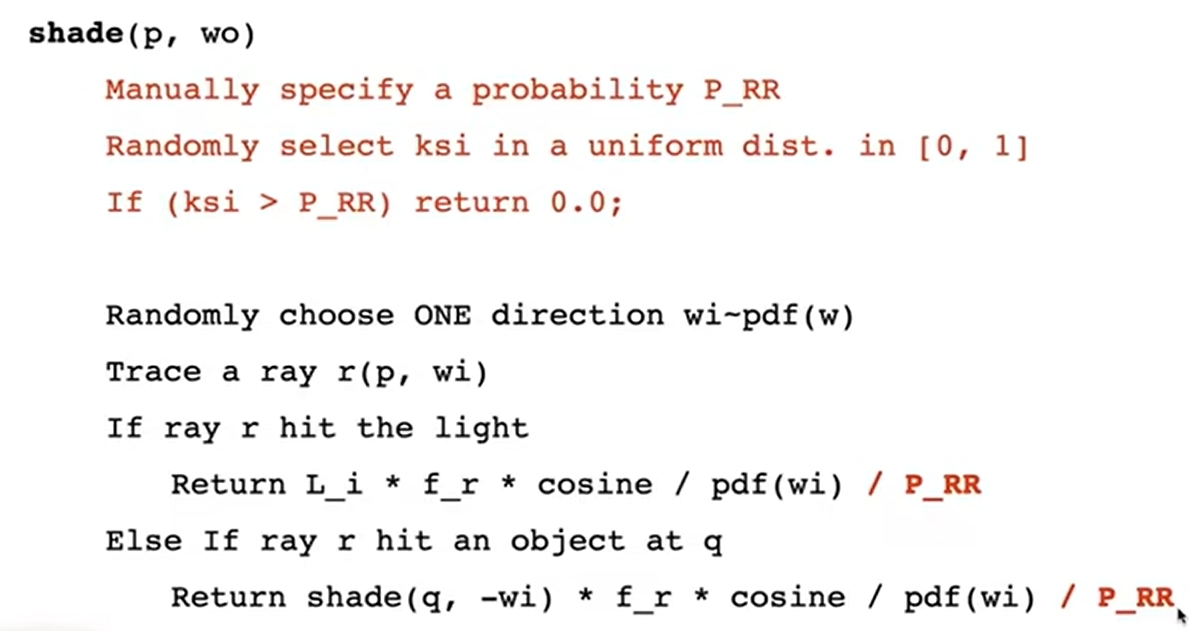 shade(p, wo)
Manually specify a probability P_RR
Randomly select ksi in a uniform dist. in [0, 1]
If (ksi > P_RR) return 0.0;
Randomly choose ONE direction wi~pdf(w)
Trace a ray r(p, wi)
If ray r hit the light
Return L_i * f_r * cosine / pdf(wi) / P_RR
Else If ray r hit an object at q
Return shade(q, -wi) * f_r * cosine / pdf(wi) / P_RR